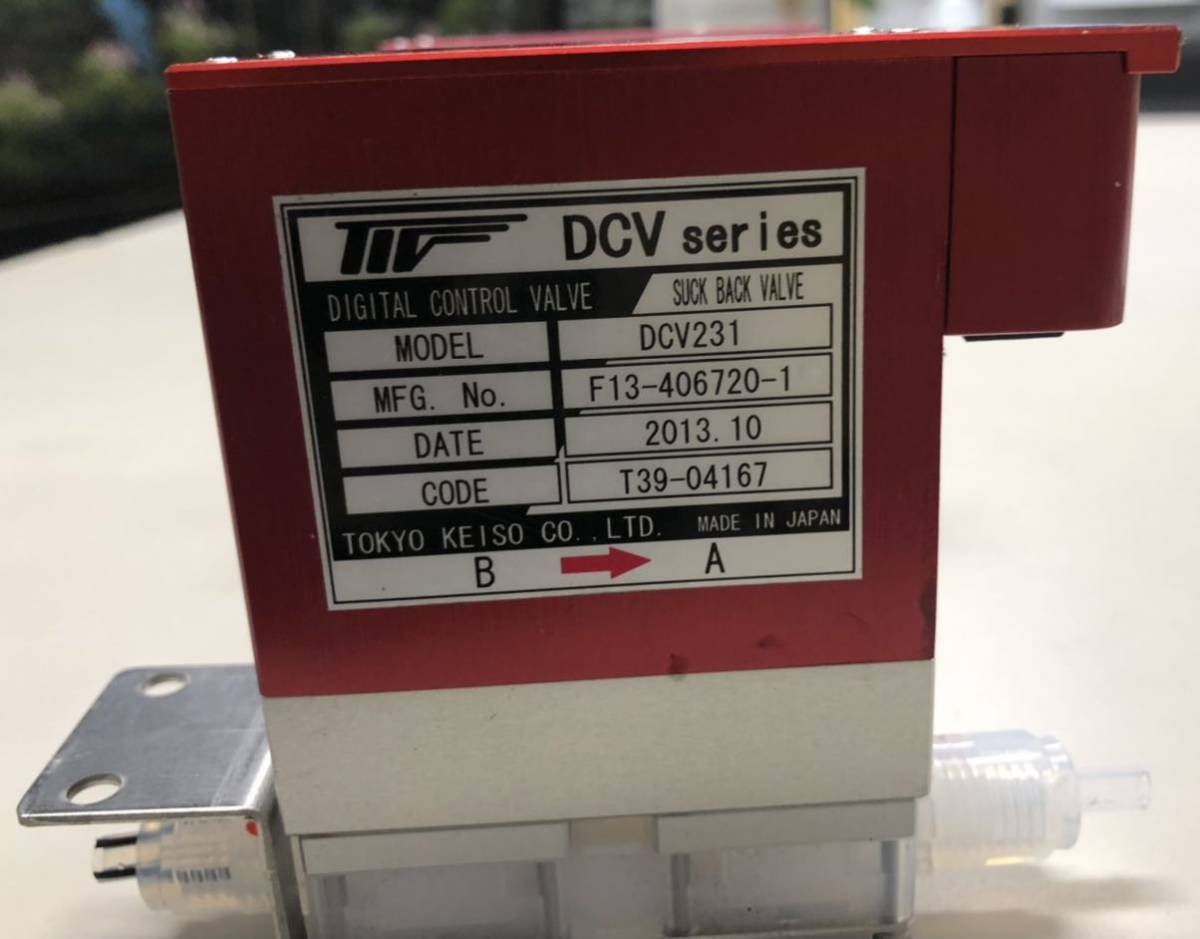 TIV DCV series
DIGITAL CONTROL VALVE SUCK BACK VALVE
MODEL DCV231
MFG. No. F13-406720-1
DATE 2013.10
CODE T39-04167
TOKYO KEISO CO.,LTD. MADE IN JAPAN
B A